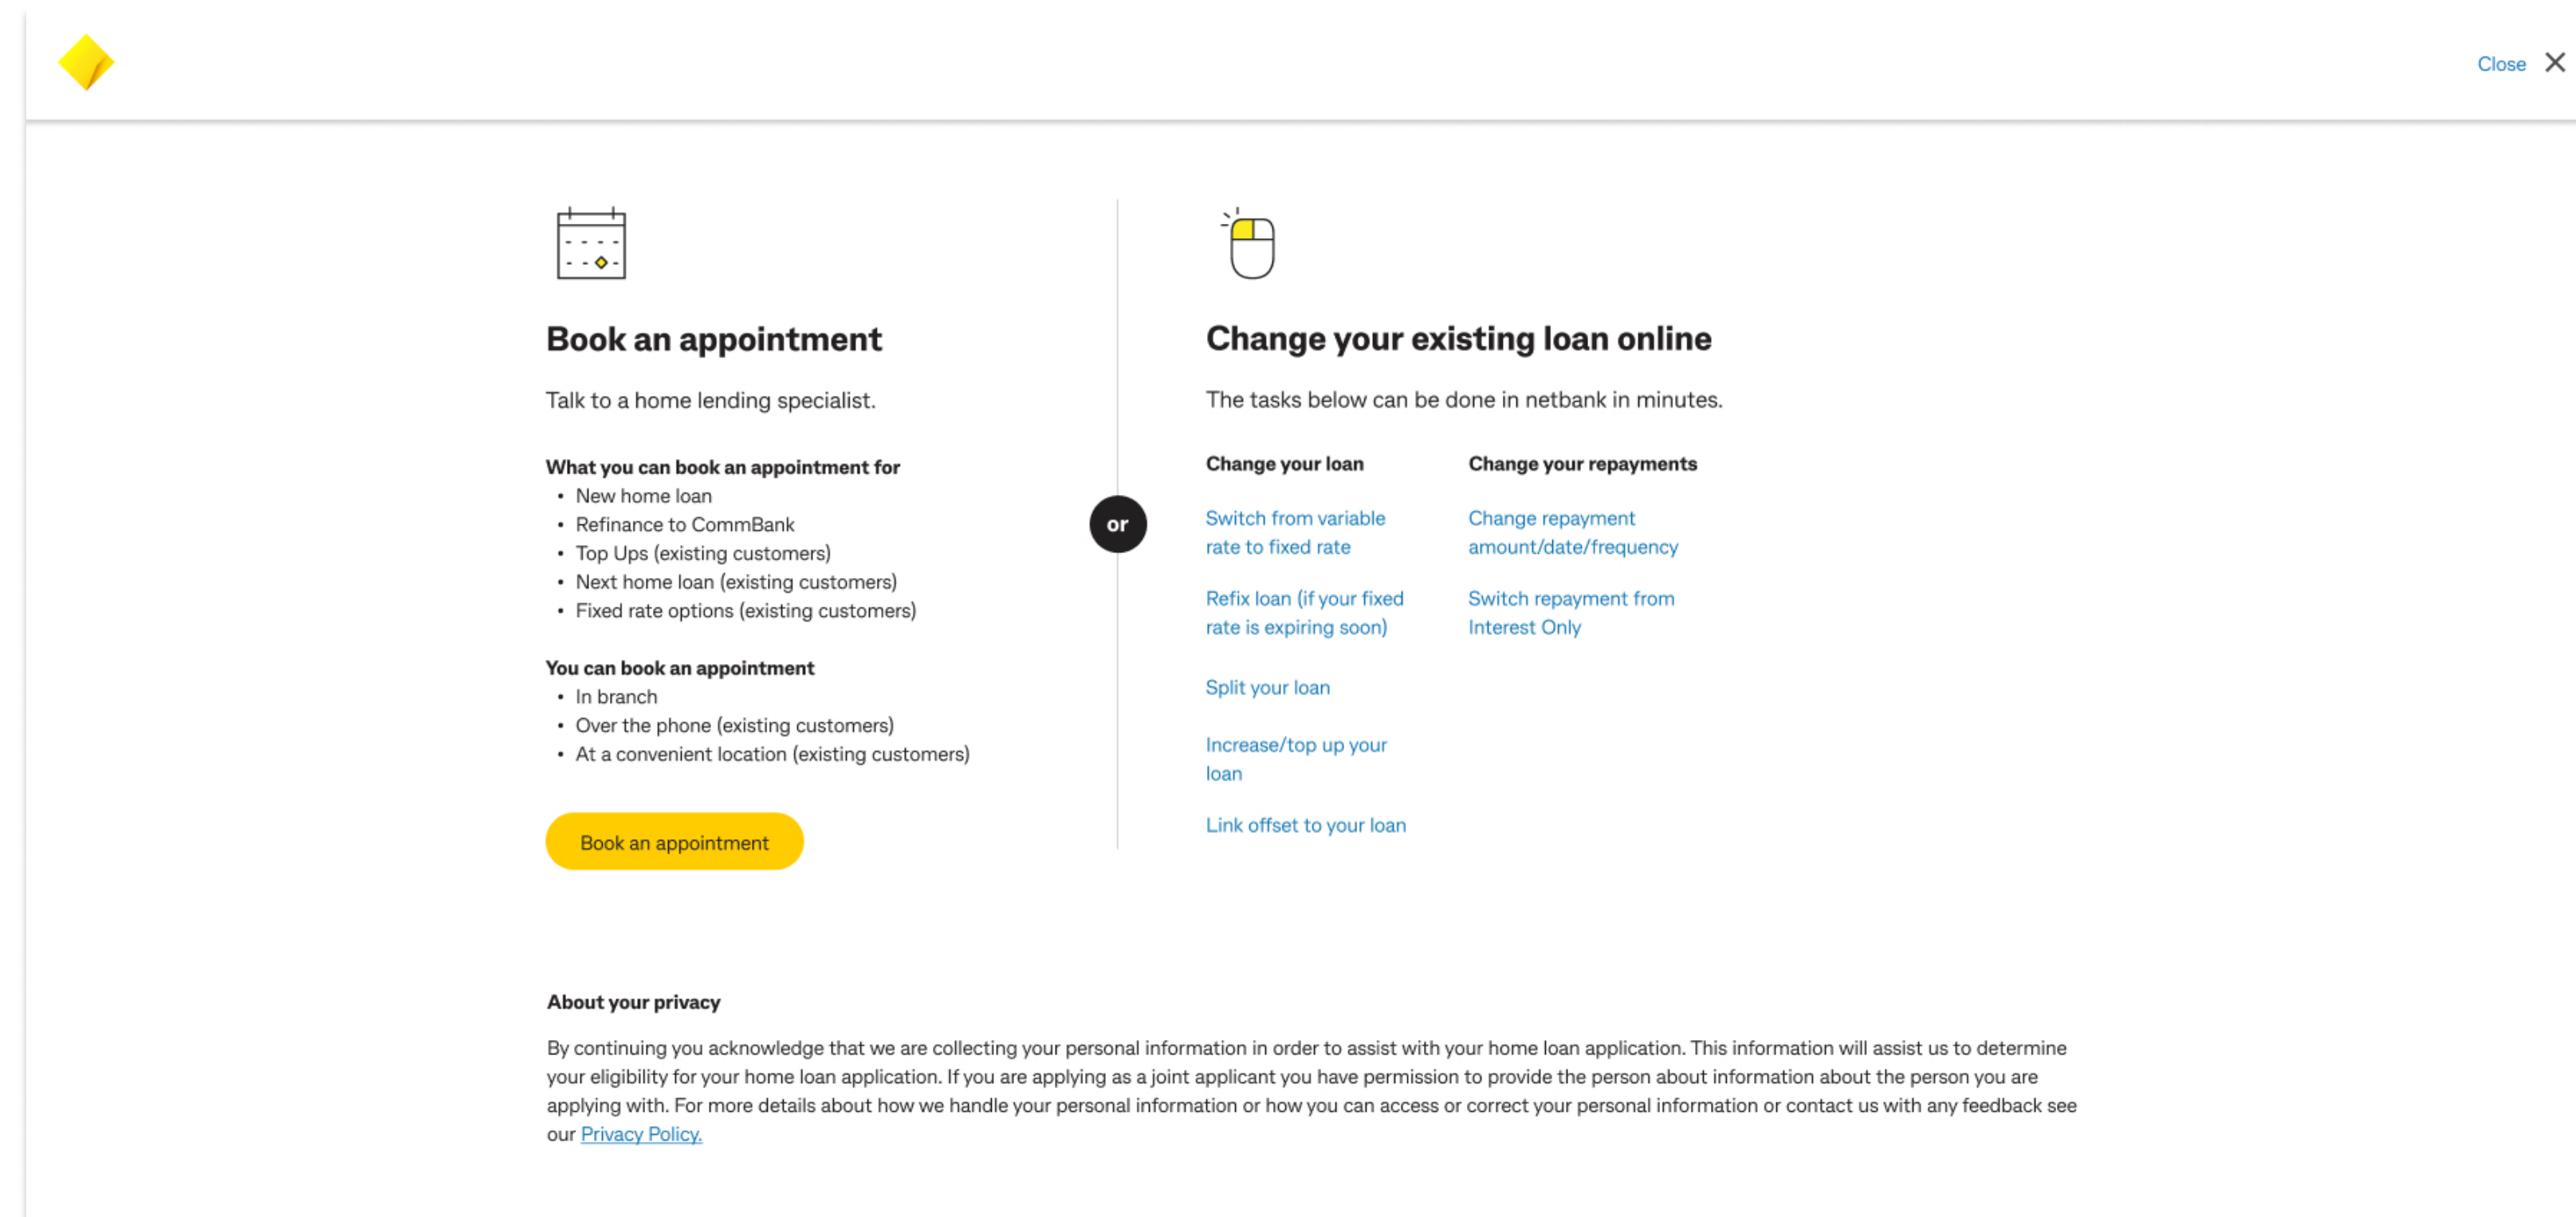 Close
Book an appointment
Talk to a home lending specialist.
What you can book an appointment for
• New home loan
• Refinance to CommBank
• Top Ups (existing customers)
• Next home loan (existing customers)
• Fixed rate options (existing customers)
You can book an appointment
• In branch
• Over the phone (existing customers)
• At a convenient location (existing customers)
Book an appointment
or
Change your existing loan online
The tasks below can be done in netbank in minutes.
Change your loan
Switch from variable
rate to fixed rate
Refix loan (if your fixed
rate is expiring soon)
Split your loan
Increase/top up your
loan
Link offset to your loan
Change your repayments
Change repayment
amount/date/frequency
Switch repayment from
Interest Only
About your privacy
By continuing you acknowledge that we are collecting your personal information in order to assist with your home loan application. This information will assist us to determine
your eligibility for your home loan application. If you are applying as a joint applicant you have permission to provide the person about information about the person you are
applying with. For more details about how we handle your personal information or how you can access or correct your personal information or contact us with any feedback see
our Privacy Policy.